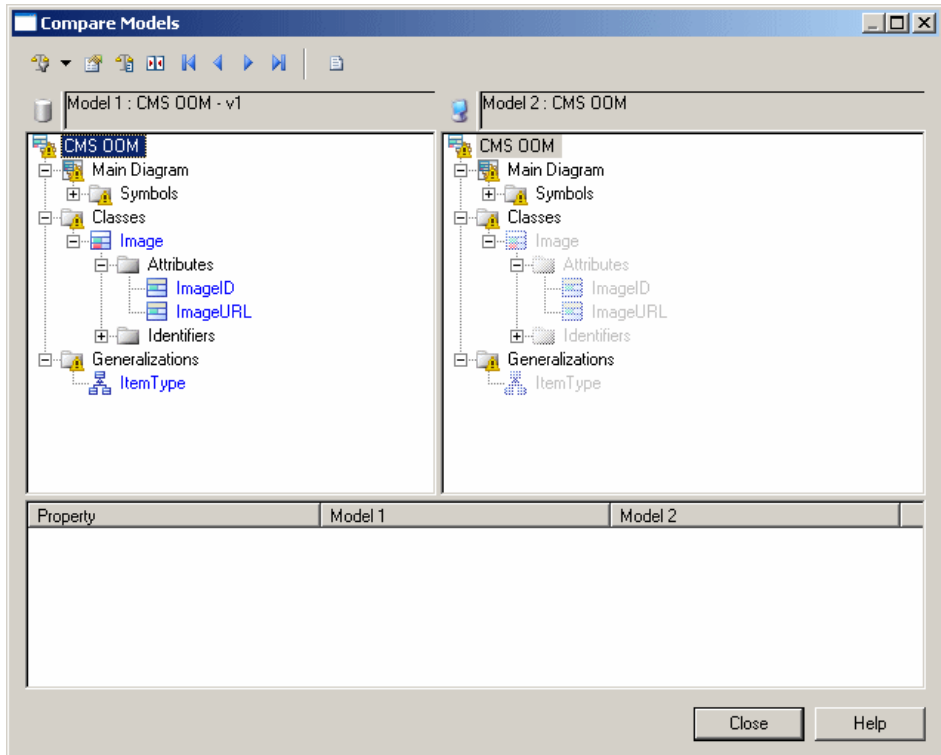 Compare Models
Model 1 : CMS OOM - v1
Model 2 : CMS OOM
CMS OOM
Main Diagram
Symbols
Classes
Image
Attributes
ImageID
ImageURL
Identifiers
Generalizations
ItemType
CMS OOM
Main Diagram
Symbols
Classes
Image
Attributes
ImageID
ImageURL
Identifiers
Generalizations
ItemType
Property Model 1 Model 2
Close Help